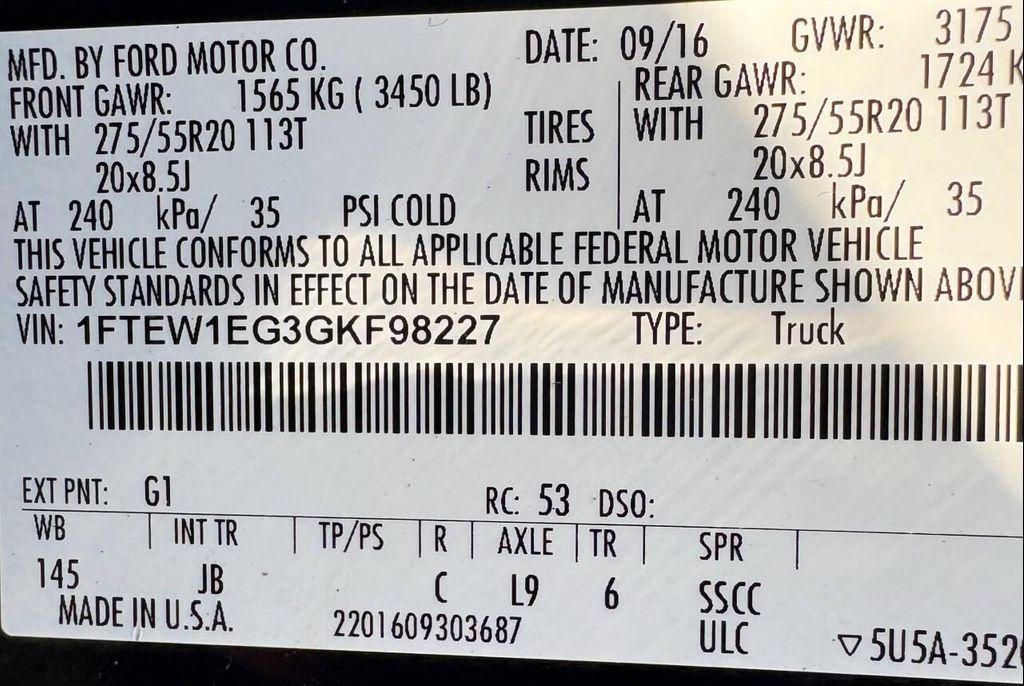 MFD. BY FORD MOTOR CO. DATE: 09/16 GVWR: 3175
FRONT GAWR: 1565 KG ( 3450 LB) REAR GAWR: 1724 K
WITH 275/55R20 113T TIRES WITH 275/55R20 113T
20x8.5J RIMS 20x8.5J
AT 240 kPa/ 35 PSI COLD AT 240 kPa/ 35
THIS VEHICLE CONFORMS TO ALL APPLICABLE FEDERAL MOTOR VEHICLE
SAFETY STANDARDS IN EFFECT ON THE DATE OF MANUFACTURE SHOWN ABOV
VIN: 1FTEW1EG3GKF98227 TYPE: Truck
EXT PNT: G1 RC: 53 DSO:
WB INT TR TP/PS R AXLE TR SPR
145 JB C L9 6 SSCC
MADE IN U.S.A. 2201609303687 ULC ▽5U5A-352